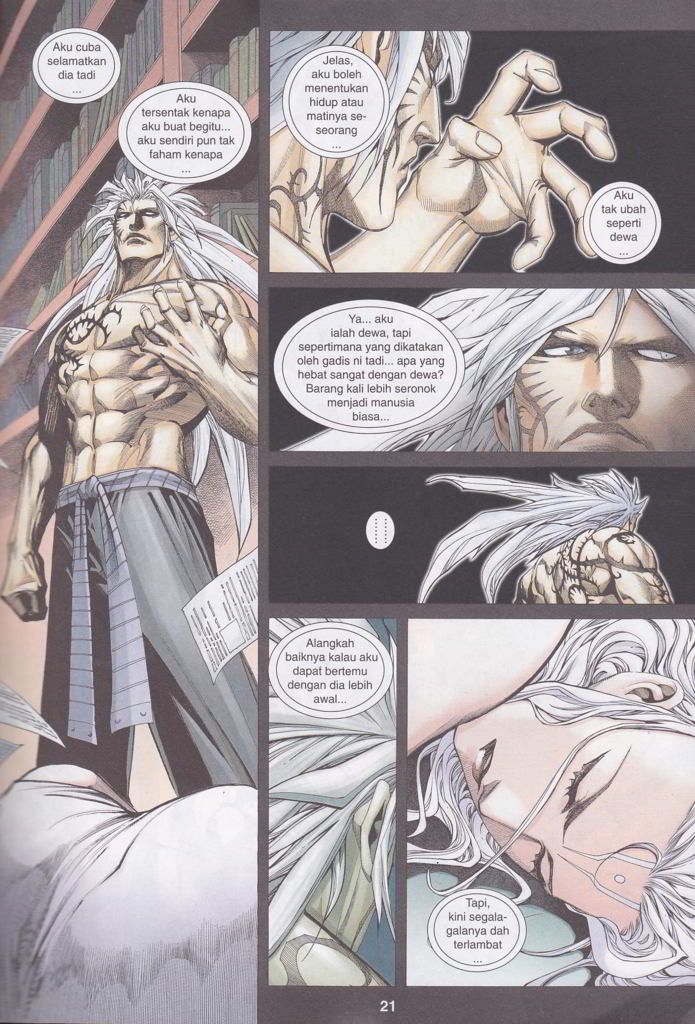 Aku cuba
selamatkan
dia tadi
...
Aku
tersentak kenapa
aku buat begitu...
aku sendiri pun tak
faham kenapa
...
Jelas,
aku boleh
menentukan
hidup atau
matinya se-
seorang
...
Aku
tak ubah
seperti
dewa
...
Ya... aku
ialah dewa, tapi
sepertimana yang dikatakan
oleh gadis ni tadi... apa yang
hebat sangat dengan dewa?
Barang kali lebih seronok
menjadi manusia
biasa...
Alangkah
baiknya kalau aku
dapat bertemu
dengan dia lebih
awal...
Tapi,
kini segala-
galanya dah
terlambat
...
21